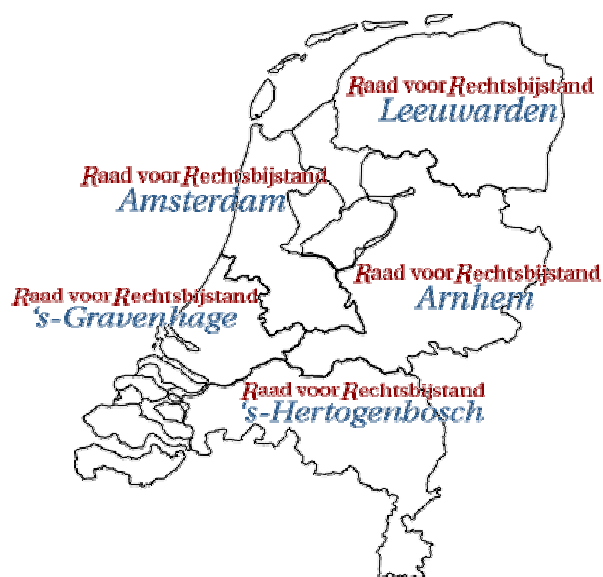 Raad voor Rechtsbijstand
Leeuwarden
Raad voor Rechtsbijstand
Amsterdam
Raad voor Rechtsbijstand
Arnhem
Raad voor Rechtsbijstand
's-Gravenhage
Raad voor Rechtsbijstand
's-Hertogenbosch